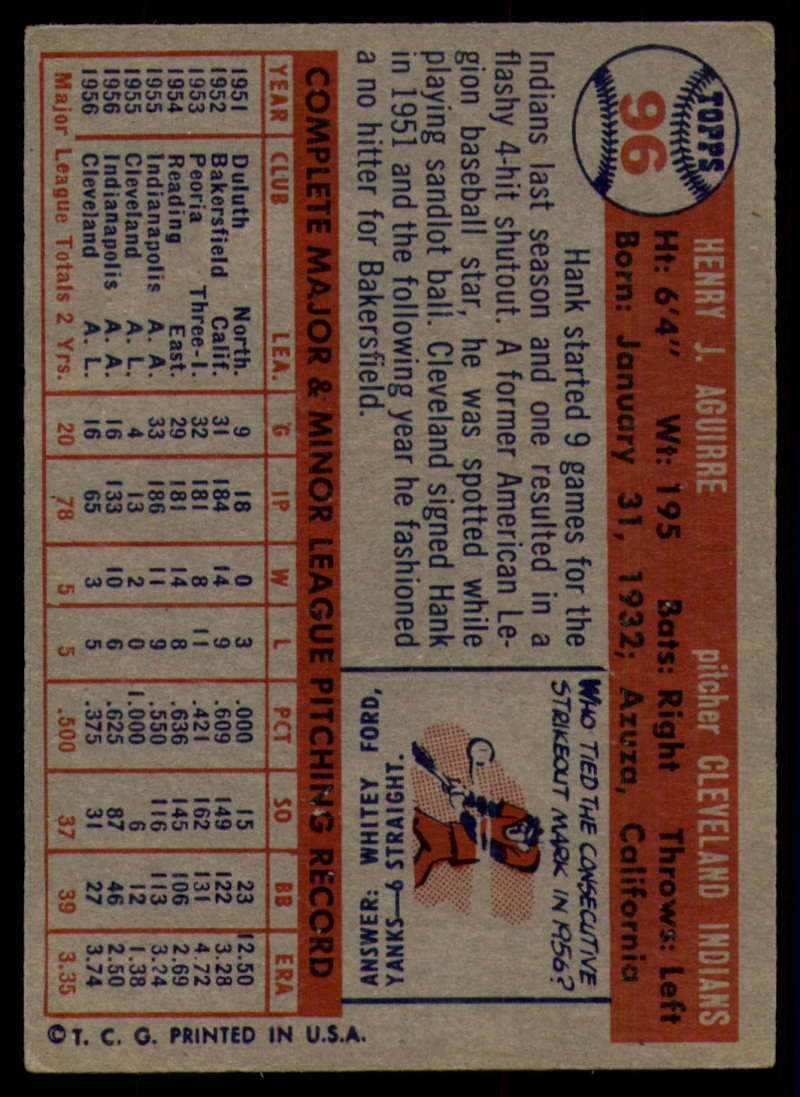 TOPPS
96
HENRY J. AGUIRRE pitcher CLEVELAND INDIANS
Ht: 6'4" Wt: 195 Bats: Right Throws: Left
Born: January 31, 1932; Azuza, California
Hank started 9 games for the
Indians last season and one resulted in a
flashy 4-hit shutout. A former American Le-
gion baseball star, he was spotted while
playing sandlot ball. Cleveland signed Hank
in 1951 and the following year he fashioned
a no hitter for Bakersfield.
WHO TIED THE CONSECUTIVE
STRIKEOUT MARK IN 1956?
ANSWER: WHITEY FORD,
YANKS—6 STRAIGHT.
COMPLETE MAJOR & MINOR LEAGUE PITCHING RECORD
YEAR CLUB LEA. G IP W L PCT SO BB ERA
1951 Duluth North. 9 18 0 3 .000 15 23 12.50
1952 Bakersfield Calif. 31 184 14 9 .609 149 122 3.28
1953 Peoria Three-I. 32 181 8 11 .421 162 131 4.72
1954 Reading East. 29 181 14 8 .636 145 106 2.69
1955 Indianapolis A. A. 33 186 11 9 .550 116 113 3.24
1955 Cleveland A. L. 4 13 2 0 1.000 6 12 1.38
1956 Indianapolis A. A. 16 133 10 6 .625 87 46 2.50
1956 Cleveland A. L. 16 65 3 5 .375 31 27 3.74
Major League Totals 2 Yrs. 20 78 5 5 .500 37 39 3.35
© T. C. G. PRINTED IN U.S.A.